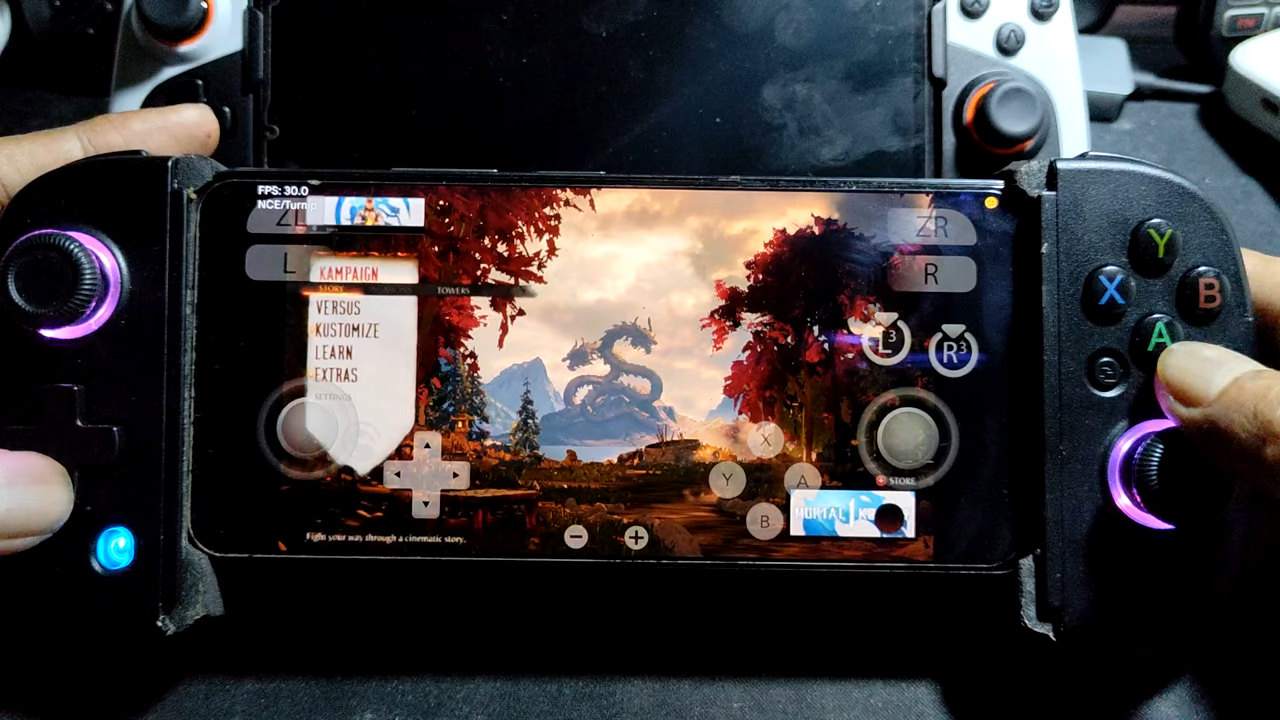 FPS: 30.0
NCE/Turnip
ZL
ZR
L
R
KAMPAIGN
STORY
TOWERS
VERSUS
KUSTOMIZE
LEARN
EXTRAS
SETTINGS
L3
R3
X
Y
A
B
STORE
MORTAL
Fight your way through a cinematic story.
Y
X
B
A